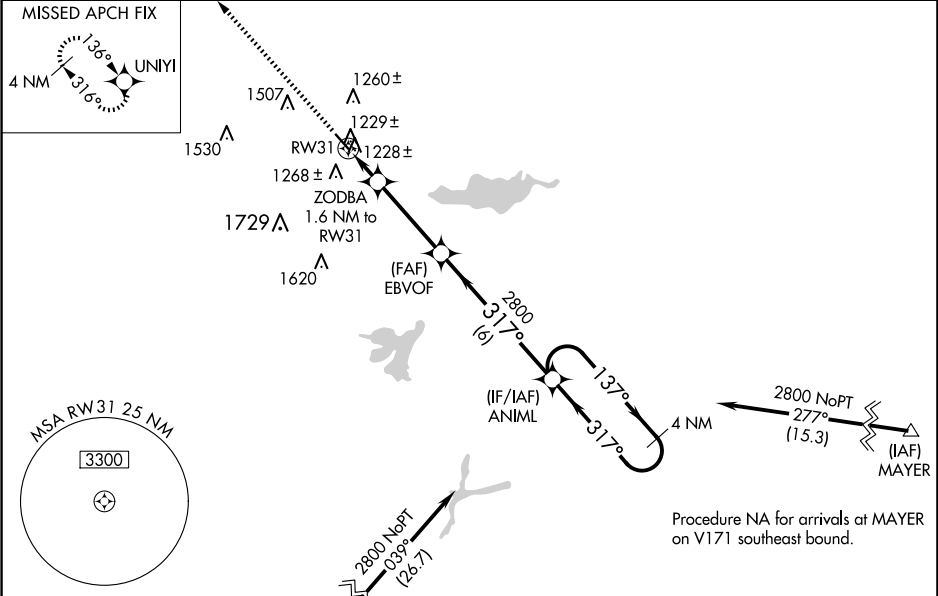 MISSED APCH FIX
136°
UNIYI
4 NM
316°
1260±
1507
1229±
1530
RW31
1228±
1268±
ZODBA
1.6 NM to
RW31
1729
1620
(FAF)
EBVOF
2800
317°
(6)
(IF/IAF)
ANIML
137°
317°
4 NM
2800 NoPT
277°
(15.3)
(IAF)
MAYER
MSA RW31 25 NM
3300
2800 NoPT
039°
(26.7)
Procedure NA for arrivals at MAYER
on V171 southeast bound.